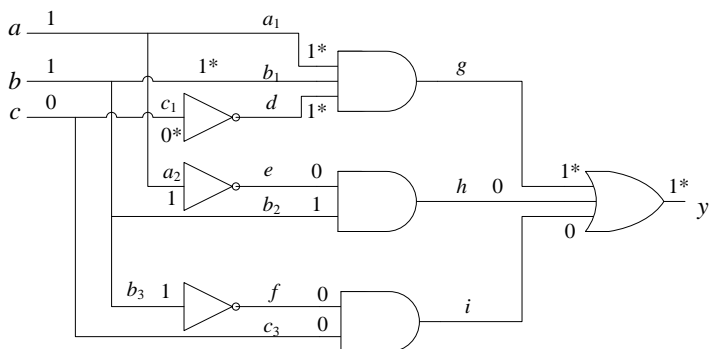 a 1 a1 1*
b 1 1* b1 g
c 0 c1 d 1*
0*
a2 e 0 h 0 1* 1*
1 b2 1 y
0
b3 1 f 0 i
c3 0